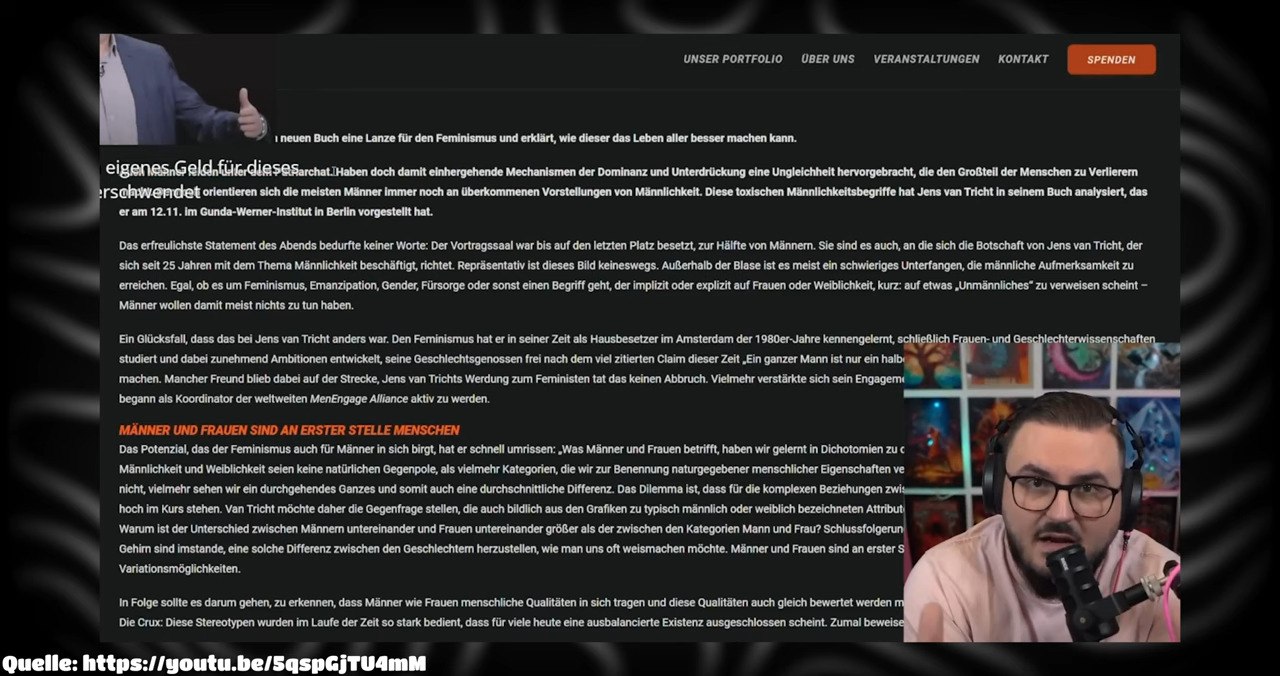 UNSER PORTFOLIO ÜBER UNS VERANSTALTUNGEN KONTAKT SPENDEN
neuen Buch eine Lanze für den Feminismus und erklärt, wie dieser das Leben aller besser machen kann.
eigenes Geld für dieses
Haben doch damit einhergehende Mechanismen der Dominanz und Unterdrückung eine Ungleichheit hervorgebracht, die den Großteil der Menschen zu Verlierern
orientieren sich die meisten Männer immer noch an überkommenen Vorstellungen von Männlichkeit. Diese toxischen Männlichkeitsbegriffe hat Jens van Tricht in seinem Buch analysiert, das
er am 12.11. im Gunda-Werner-Institut in Berlin vorgestellt hat.
Das erfreulichste Statement des Abends bedurfte keiner Worte: Der Vortragssaal war bis auf den letzten Platz besetzt, zur Hälfte von Männern. Sie sind es auch, an die sich die Botschaft von Jens van Tricht, der
sich seit 25 Jahren mit dem Thema Männlichkeit beschäftigt, richtet. Repräsentativ ist dieses Bild keineswegs. Außerhalb der Blase ist es meist ein schwieriges Unterfangen, die männliche Aufmerksamkeit zu
erreichen. Egal, ob es um Feminismus, Emanzipation, Gender, Fürsorge oder sonst einen Begriff geht, der implizit oder explizit auf Frauen oder Weiblichkeit, kurz: auf etwas „Unmännliches“ zu verweisen scheint –
Männer wollen damit meist nichts zu tun haben.
Ein Glücksfall, dass das bei Jens van Tricht anders war. Den Feminismus hat er in seiner Zeit als Hausbesetzer im Amsterdam der 1980er-Jahre kennengelernt, schließlich Frauen- und Geschlechterwissenschaften
studiert und dabei zunehmend Ambitionen entwickelt, seine Geschlechtsgenossen frei nach dem viel zitierten Claim dieser Zeit „Ein ganzer Mann ist nur ein
machen. Mancher Freund blieb dabei auf der Strecke, Jens van Trichts Werdung zum Feministen tat das keinen Abbruch. Vielmehr verstärkte sich sein
begann als Koordinator der weltweiten MenEngage Alliance aktiv zu werden.
MÄNNER UND FRAUEN SIND AN ERSTER STELLE MENSCHEN
Das Potenzial, das der Feminismus auch für Männer in sich birgt, hat er schnell umrissen: „Was Männer und Frauen betrifft, haben wir gelernt in Dichotomien zu
Männlichkeit und Weiblichkeit seien keine natürlichen Gegenpole, als vielmehr Kategorien, die wir zur Benennung naturgegebener menschlicher Eigenschaften
nicht, vielmehr sehen wir ein durchgehendes Ganzes und somit auch eine durchschnittliche Differenz. Das Dilemma ist, dass für die komplexen Beziehungen
hoch im Kurs stehen. Van Tricht möchte daher die Gegenfrage stellen, die auch bildlich aus den Grafiken zu typisch männlich oder weiblich bezeichneten
Warum ist der Unterschied zwischen Männern untereinander und Frauen untereinander größer als der zwischen den Kategorien Mann und Frau?
Gehirn sind imstande, eine solche Differenz zwischen den Geschlechtern herzustellen, wie man uns oft weismachen möchte. Männer und Frauen sind an erster
Variationsmöglichkeiten.
In Folge sollte es darum gehen, zu erkennen, dass Männer wie Frauen menschliche Qualitäten in sich tragen und diese Qualitäten auch gleich bewertet werden
Die Crux: Diese Stereotypen wurden im Laufe der Zeit so stark bedient, dass für viele heute eine ausbalancierte Existenz ausgeschlossen scheint. Zumal
Quelle: https://youtu.be/5qspGjTU4mM